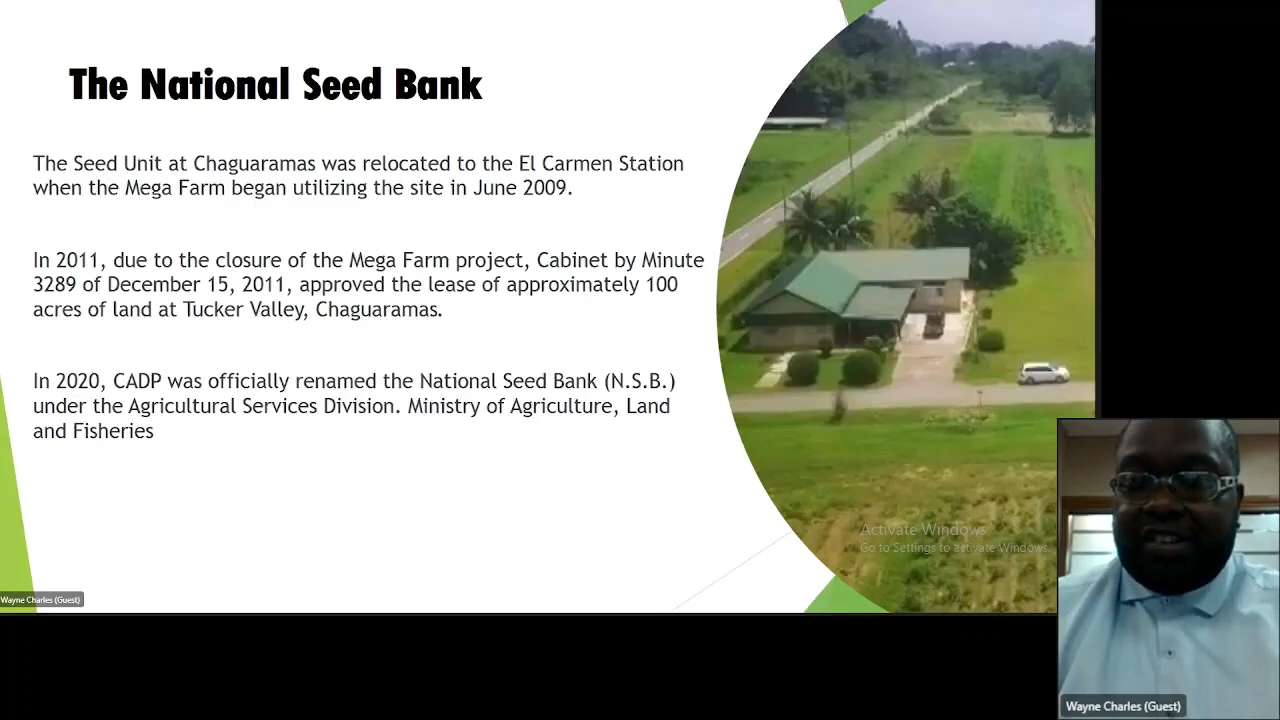 The National Seed Bank
The Seed Unit at Chaguaramas was relocated to the El Carmen Station
when the Mega Farm began utilizing the site in June 2009.
In 2011, due to the closure of the Mega Farm project, Cabinet by Minute
3289 of December 15, 2011, approved the lease of approximately 100
acres of land at Tucker Valley, Chaguaramas.
In 2020, CADP was officially renamed the National Seed Bank (N.S.B.)
under the Agricultural Services Division. Ministry of Agriculture, Land
and Fisheries
Activate Windows
Go to Settings to activate Windows.
Wayne Charles (Guest)
Wayne Charles (Guest)